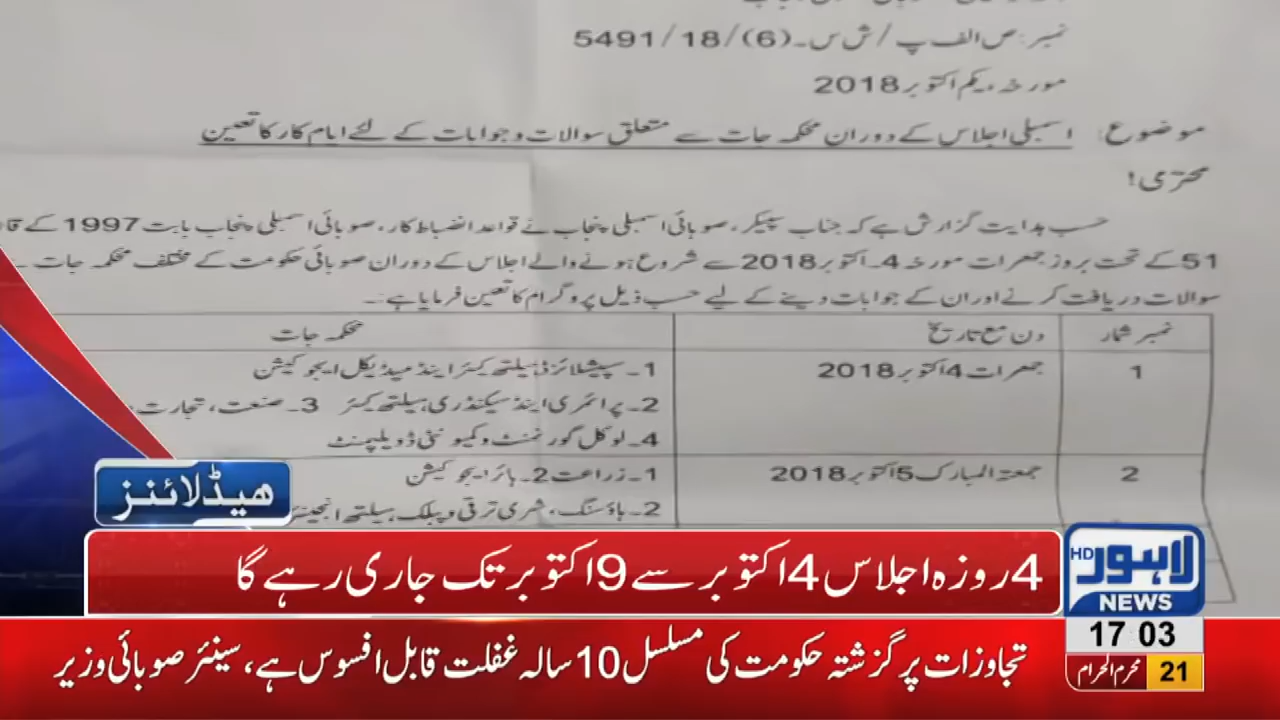 نمبر: ص الف پ/ش س۔(6)/18/5491
مورخہ یکم اکتوبر 2018
موضوع: اسمبلی اجلاس کے دوران محکمہ جات سے متعلق سوالات و جوابات کے لئے ایام کار کا تعین
محترمی!
حسب ہدایت گزارش ہے کہ جناب سپیکر، صوبائی اسمبلی پنجاب نے قواعد انضباط کار، صوبائی اسمبلی پنجاب بابت 1997 کے
51 کے تحت بروز جمعرات مورخہ 4۔اکتوبر 2018 سے شروع ہونے والے اجلاس کے دوران صوبائی حکومت کے مختلف محکمہ جات
سوالات دریافت کرنے اور ان کے جوابات دینے کے لیے حسب ذیل پروگرام کا تعین فرمایا ہے:۔
نمبر شمار دن مع تاریخ محکمہ جات
1 جمعرات 4 اکتوبر 2018 1۔سپیشلائزڈ ہیلتھ کیئر اینڈ میڈیکل ایجوکیشن
2۔پرائمری اینڈ سیکنڈری ہیلتھ کیئر 3۔صنعت، تجارت،
4۔لوکل گورنمنٹ و کمیونٹی ڈویلپمنٹ
2 جمعۃ المبارک 5 اکتوبر 2018 1۔زراعت 2۔ہائر ایجوکیشن
2۔ہاؤسنگ، شہری ترقی و پبلک ہیلتھ
ھیڈلائنز
4 روزہ اجلاس 4 اکتوبر سے 9 اکتوبر تک جاری رہے گا
لاہور HD
NEWS
17 03
تجاوزات پر گزشتہ حکومت کی مسلسل 10 سالہ غفلت قابل افسوس ہے، سینئر صوبائی وزیر
21 محرم الحرام